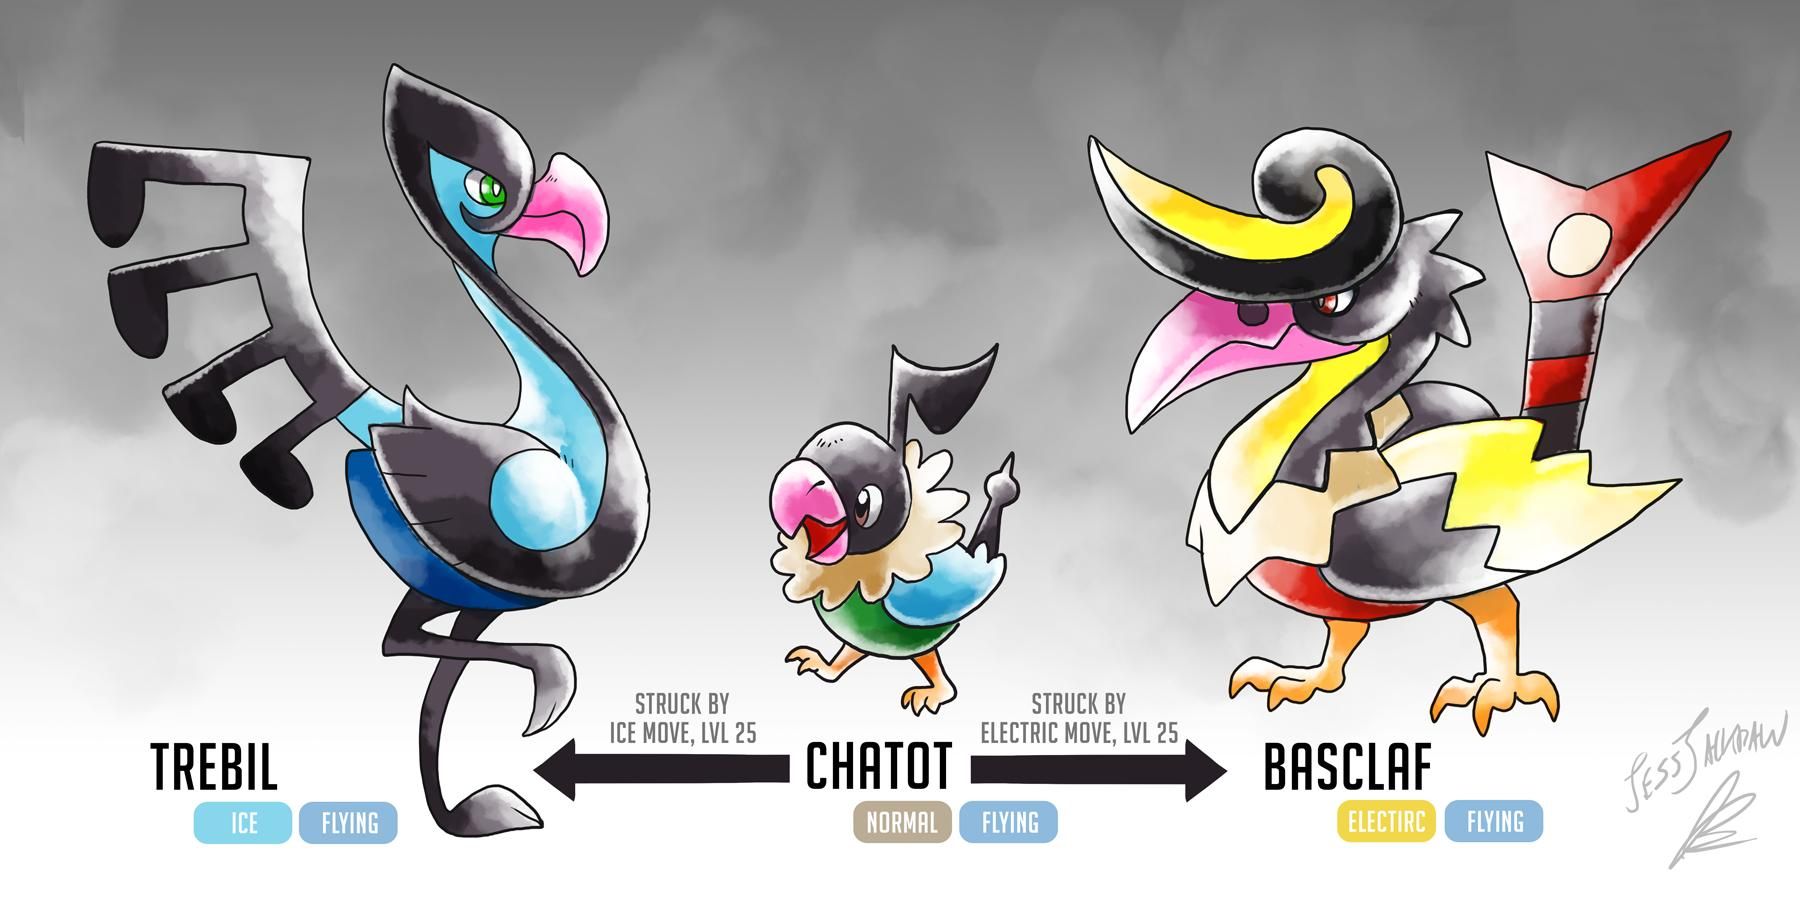 STRUCK BY
ICE MOVE, LVL 25
STRUCK BY
ELECTRIC MOVE, LVL 25
TREBIL
CHATOT
BASCLAF
ICE
FLYING
NORMAL
FLYING
ELECTIRC
FLYING
JESSJACKDAW